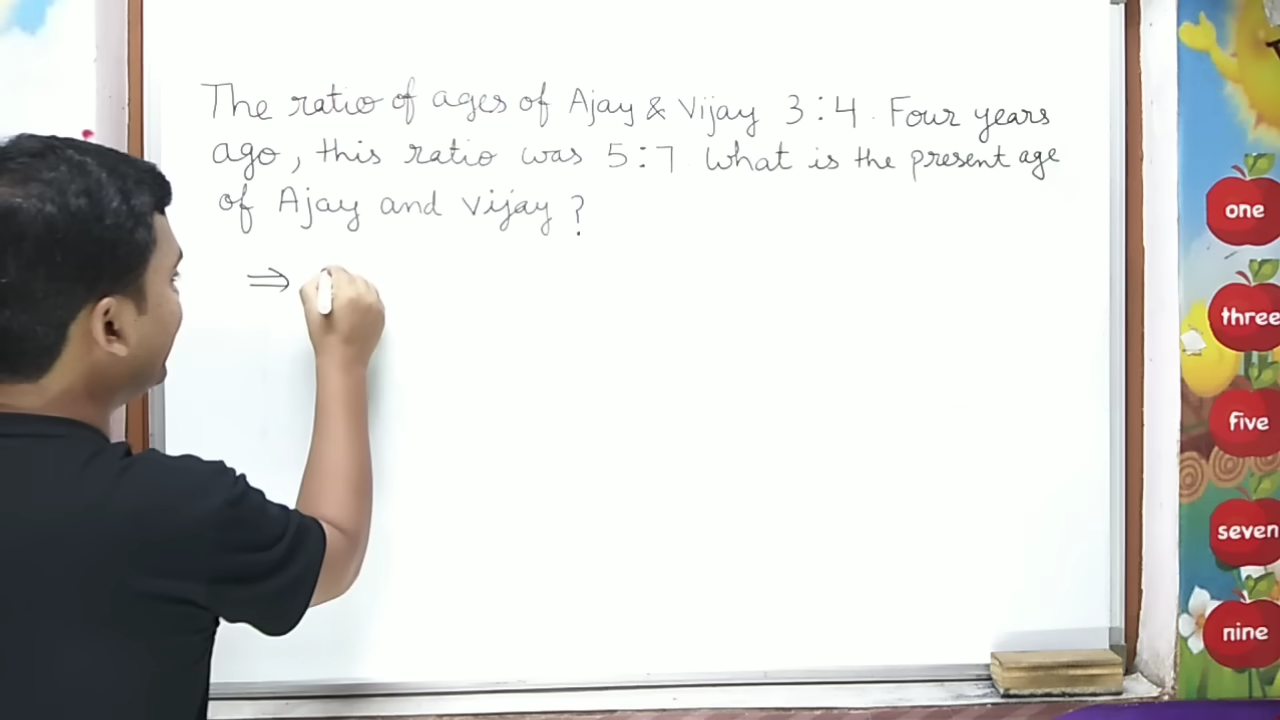 The ratio of ages of Ajay & Vijay 3:4. Four years
ago, this ratio was 5:7 What is the present age
of Ajay and Vijay ?
⇒
one
three
five
seven
nine